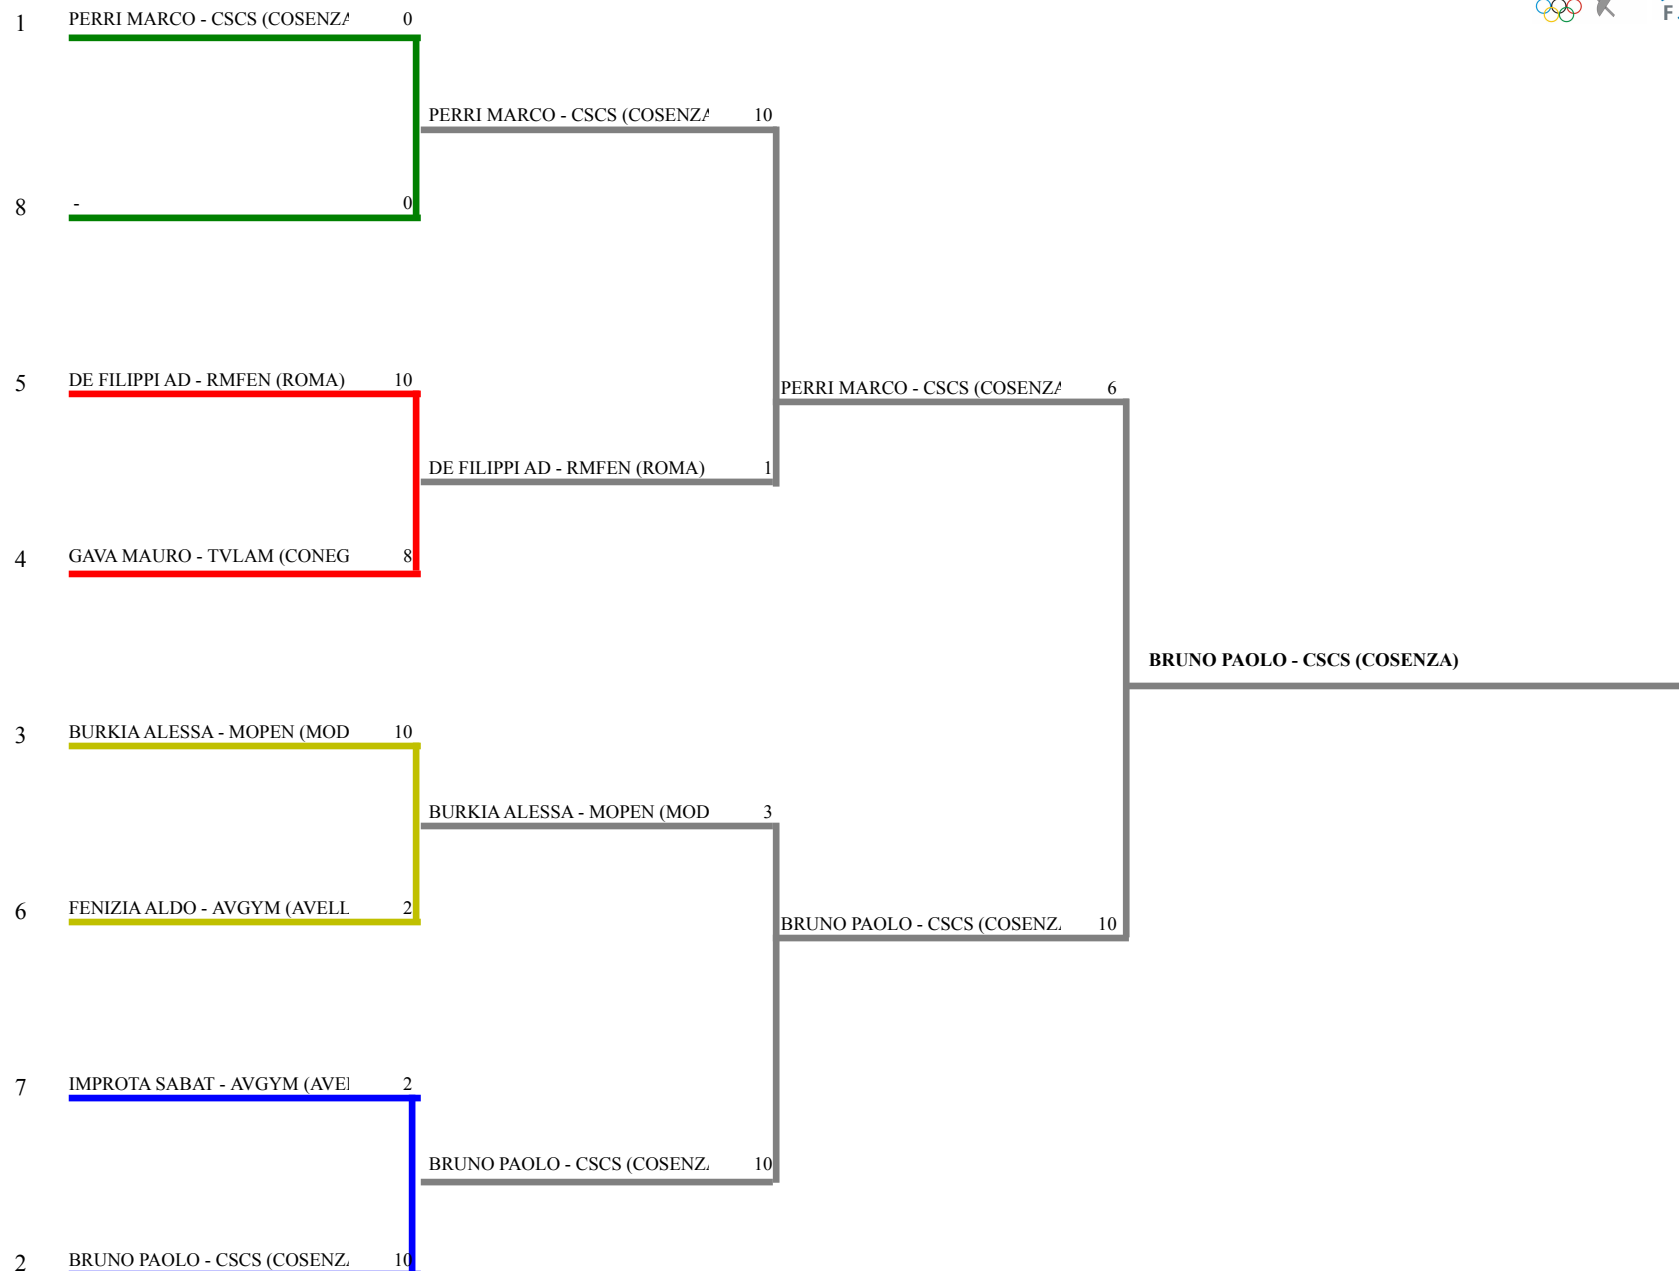 1 PERRI MARCO - CSCS (COSENZA 0
F
PERRI MARCO - CSCS (COSENZA 10
8 - 0
5 DE FILIPPI AD - RMFEN (ROMA) 10
PERRI MARCO - CSCS (COSENZA 6
DE FILIPPI AD - RMFEN (ROMA) 1
4 GAVA MAURO - TVLAM (CONEG 8
BRUNO PAOLO - CSCS (COSENZA)
3 BURKIA ALESSA - MOPEN (MOD 10
BURKIA ALESSA - MOPEN (MOD 3
6 FENIZIA ALDO - AVGYM (AVELL 2
BRUNO PAOLO - CSCS (COSENZ 10
7 IMPROTA SABAT - AVGYM (AVE 2
BRUNO PAOLO - CSCS (COSENZ 10
2 BRUNO PAOLO - CSCS (COSENZ 10